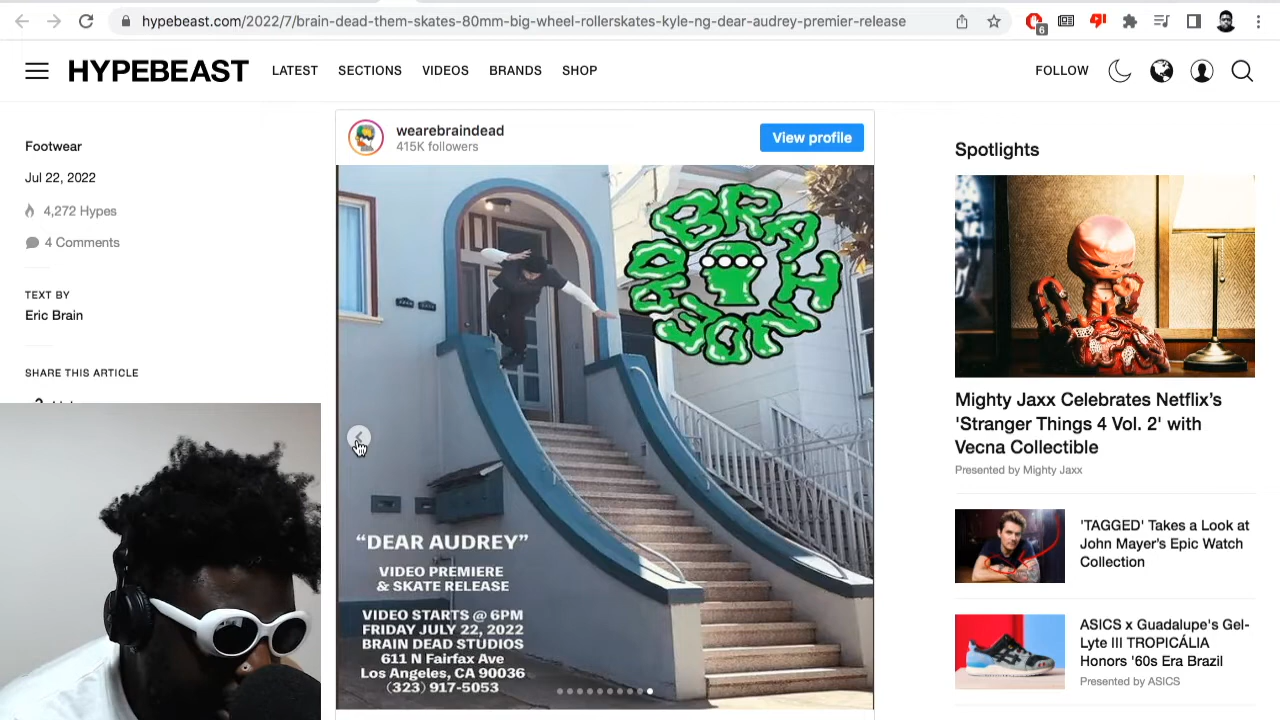 hypebeast.com/2022/7/brain-dead-them-skates-80mm-big-wheel-rollerskates-kyle-ng-dear-audrey-premier-release
6
HYPEBEAST
LATEST
SECTIONS
VIDEOS
BRANDS
SHOP
FOLLOW
Footwear
Jul 22, 2022
4,272 Hypes
4 Comments
TEXT BY
Eric Brain
SHARE THIS ARTICLE
wearebraindead
415K followers
View profile
“DEAR AUDREY”
VIDEO PREMIERE
& SKATE RELEASE
VIDEO STARTS @ 6PM
FRIDAY JULY 22, 2022
BRAIN DEAD STUDIOS
611 N Fairfax Ave
Los Angeles, CA 90036
(323) 917-5053
Spotlights
Mighty Jaxx Celebrates Netflix’s
'Stranger Things 4 Vol. 2' with
Vecna Collectible
Presented by Mighty Jaxx
'TAGGED' Takes a Look at
John Mayer's Epic Watch
Collection
ASICS x Guadalupe's Gel-
Lyte III TROPICÁLIA
Honors '60s Era Brazil
Presented by ASICS